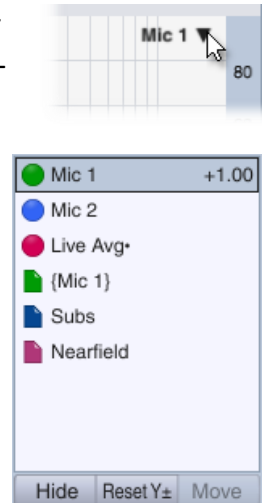 Mic 1 ▼
80
Mic 1 +1.00
Mic 2
Live Avg•
{Mic 1}
Subs
Nearfield
Hide Reset Y± Move